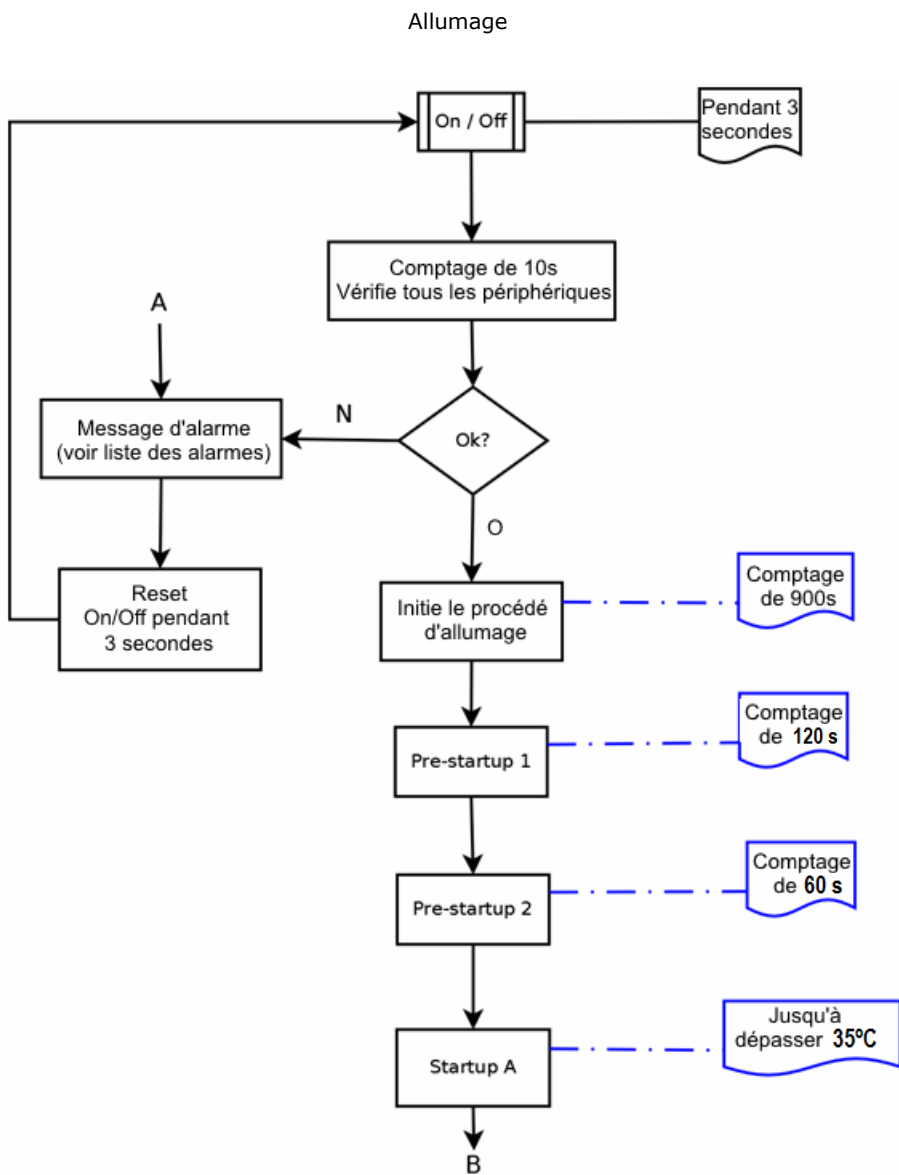 Allumage
On / Off
Pendant 3
secondes
Comptage de 10s
Vérifie tous les périphériques
A
Message d'alarme
(voir liste des alarmes)
N
Ok?
O
Reset
On/Off pendant
3 secondes
Initie le procédé
d'allumage
Comptage
de 900s
Pre-startup 1
Comptage
de 120 s
Pre-startup 2
Comptage
de 60 s
Startup A
Jusqu'à
dépasser 35ºC
B